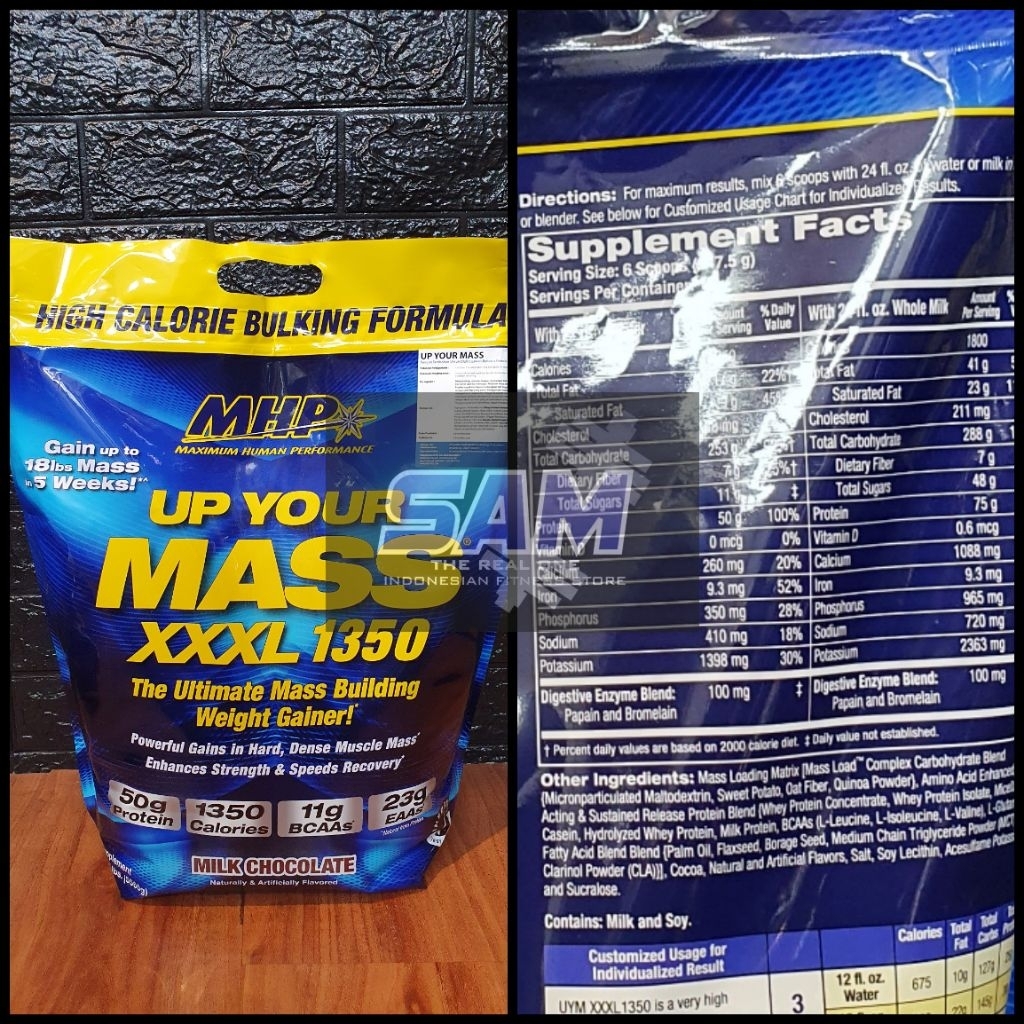 HIGH CALORIE BULKING FORMULA
UP YOUR MASS
MHP
MAXIMUM HUMAN PERFORMANCE
Gain up to
18lbs Mass
in 5 Weeks!*^
UP YOUR
MASS
XXXL 1350
The Ultimate Mass Building
Weight Gainer!*
Powerful Gains in Hard, Dense Muscle Mass*
Enhances Strength & Speeds Recovery*
50g
Protein
1350
Calories
11g
BCAAs
23g
EAAs
MILK CHOCOLATE
Naturally & Artificially Flavored
SAM
THE REAL ONE
INDONESIAN FITNESS STORE
Directions: For maximum results, mix 6 scoops with 24 fl. oz. water or milk in
or blender. See below for Customized Usage Chart for Individualized Results.
Supplement Facts
Serving Size: 6 Scoops 7.5 g)
Servings Per Container
With % Daily Value With fl. oz. Whole Milk Amount Per Serving
Calories 1800
Total Fat 22%† Total Fat 41 g
Saturated Fat 45% Saturated Fat 23 g
Cholesterol mg Cholesterol 211 mg
Total Carbohydrate 253 g Total Carbohydrate 288 g
Dietary Fiber 7 g Dietary Fiber 7 g
Total Sugars 11 g ‡ Total Sugars 48 g
Protein 50 g 100% Protein 75 g
0 mcg 0% Vitamin D 0.6 mcg
260 mg 20% Calcium 1088 mg
Iron 9.3 mg 52% Iron 9.3 mg
Phosphorus 350 mg 28% Phosphorus 965 mg
Sodium 410 mg 18% Sodium 720 mg
Potassium 1398 mg 30% Potassium 2363 mg
Digestive Enzyme Blend: 100 mg ‡ Digestive Enzyme Blend: 100 mg
Papain and Bromelain Papain and Bromelain
† Percent daily values are based on 2000 calorie diet. ‡ Daily value not established.
Other Ingredients: Mass Loading Matrix [Mass Load™ Complex Carbohydrate Blend
{Micronparticulated Maltodextrin, Sweet Potato, Oat Fiber, Quinoa Powder}, Amino Acid Enhanced
Acting & Sustained Release Protein Blend {Whey Protein Concentrate, Whey Protein Isolate,
Casein, Hydrolyzed Whey Protein, Milk Protein, BCAAs (L-Leucine, L-Isoleucine, L-Valine),
Fatty Acid Blend Blend {Palm Oil, Flaxseed, Borage Seed, Medium Chain Triglyceride Powder
Clarinol Powder (CLA)}], Cocoa, Natural and Artificial Flavors, Salt, Soy Lecithin, Acesulfame
and Sucralose.
Contains: Milk and Soy.
Customized Usage for
Individualized Result
Calories Total Fat Total Carbs
UYM XXXL1350 is a very high
3
12 fl. oz.
Water
675 10g 127g